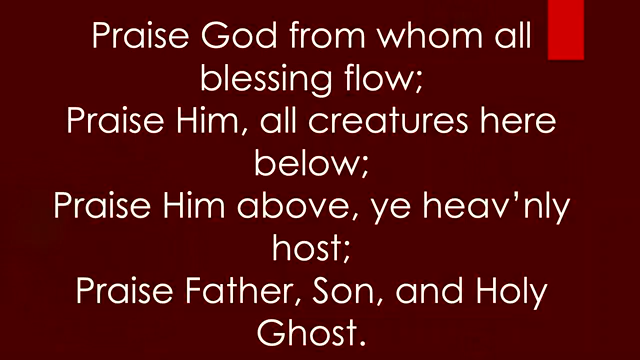 Praise God from whom all
blessing flow;
Praise Him, all creatures here
below;
Praise Him above, ye heav’nly
host;
Praise Father, Son, and Holy
Ghost.